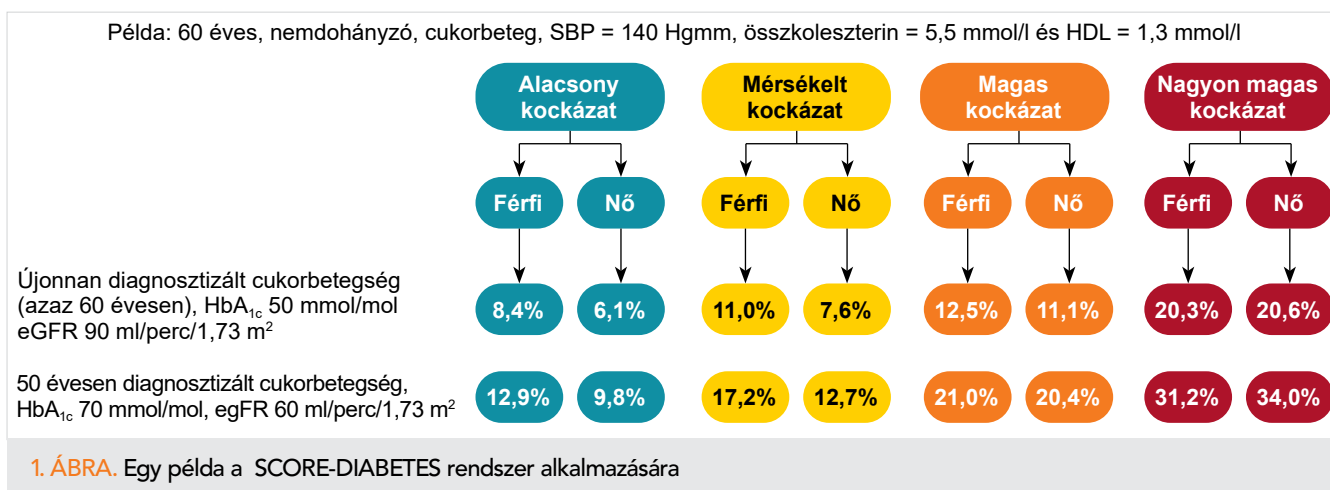 Példa: 60 éves, nemdohányzó, cukorbeteg, SBP = 140 Hgmm, összkoleszterin = 5,5 mmol/l és HDL = 1,3 mmol/l
Alacsony
kockázat
Mérsékelt
kockázat
Magas
kockázat
Nagyon magas
kockázat
Férfi Nő Férfi Nő Férfi Nő Férfi Nő
Újonnan diagnosztizált cukorbetegség
(azaz 60 évesen), HbA1c 50 mmol/mol
eGFR 90 ml/perc/1,73 m²
8,4% 6,1% 11,0% 7,6% 12,5% 11,1% 20,3% 20,6%
50 évesen diagnosztizált cukorbetegség,
HbA1c 70 mmol/mol, egFR 60 ml/perc/1,73 m²
12,9% 9,8% 17,2% 12,7% 21,0% 20,4% 31,2% 34,0%
1. ÁBRA. Egy példa a SCORE-DIABETES rendszer alkalmazására